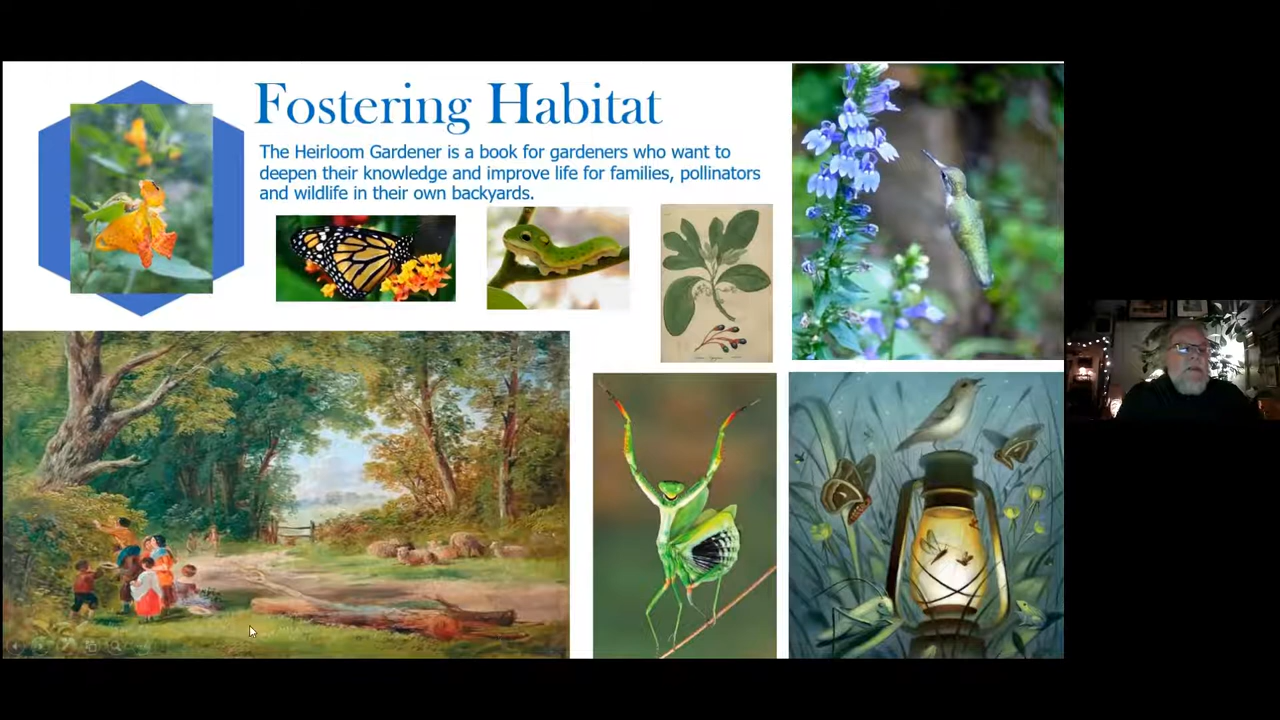 Fostering Habitat
The Heirloom Gardener is a book for gardeners who want to
deepen their knowledge and improve life for families, pollinators
and wildlife in their own backyards.